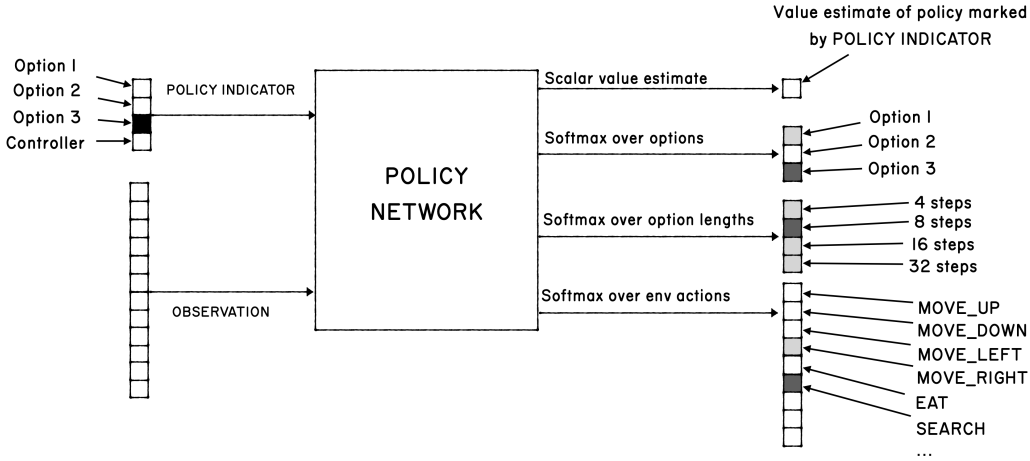 Value estimate of policy marked
by POLICY INDICATOR
Option 1
Option 2
Option 3
Controller
POLICY INDICATOR
OBSERVATION
POLICY
NETWORK
Scalar value estimate
Softmax over options
Softmax over option lengths
Softmax over env actions
Option 1
Option 2
Option 3
4 steps
8 steps
16 steps
32 steps
MOVE_UP
MOVE_DOWN
MOVE_LEFT
MOVE_RIGHT
EAT
SEARCH
...